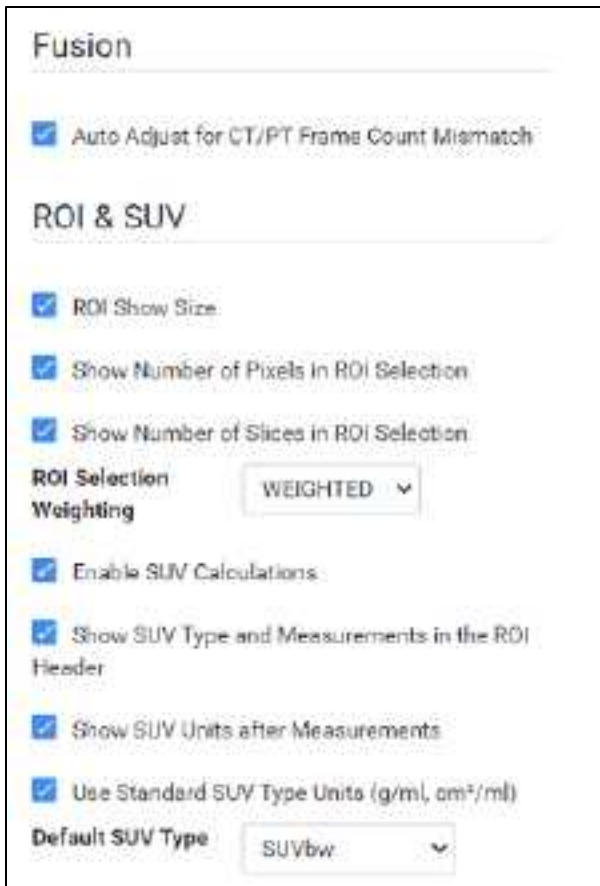 Fusion
Auto Adjust for CT/PT Frame Count Mismatch
ROI & SUV
ROI Show Size
Show Number of Pixels in ROI Selection
Show Number of Slices in ROI Selection
ROI Selection
Weighting
WEIGHTED
Enable SUV Calculations
Show SUV Type and Measurements in the ROI
Header
Show SUV Units after Measurements
Use Standard SUV Type Units (g/ml, cm²/ml)
Default SUV Type
SUVbw